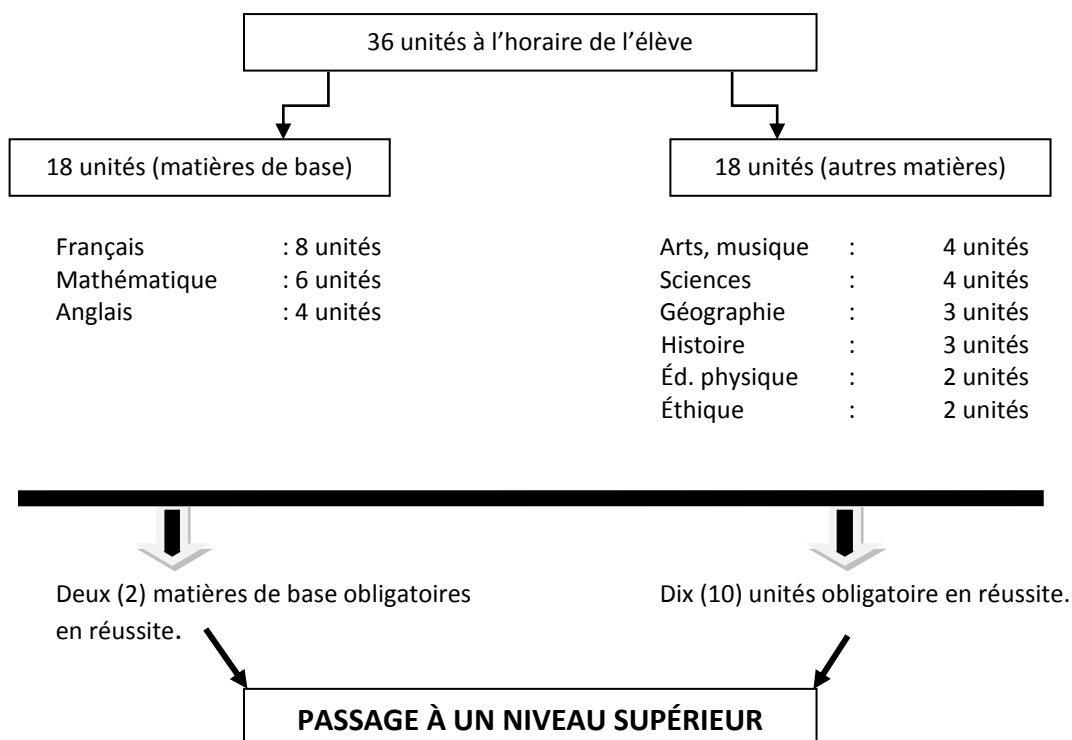 36 unités à l’horaire de l’élève
18 unités (matières de base)
18 unités (autres matières)
Français : 8 unités
Mathématique : 6 unités
Anglais : 4 unités
Arts, musique : 4 unités
Sciences : 4 unités
Géographie : 3 unités
Histoire : 3 unités
Éd. physique : 2 unités
Éthique : 2 unités
Deux (2) matières de base obligatoires
en réussite.
Dix (10) unités obligatoire en réussite.
PASSAGE À UN NIVEAU SUPÉRIEUR